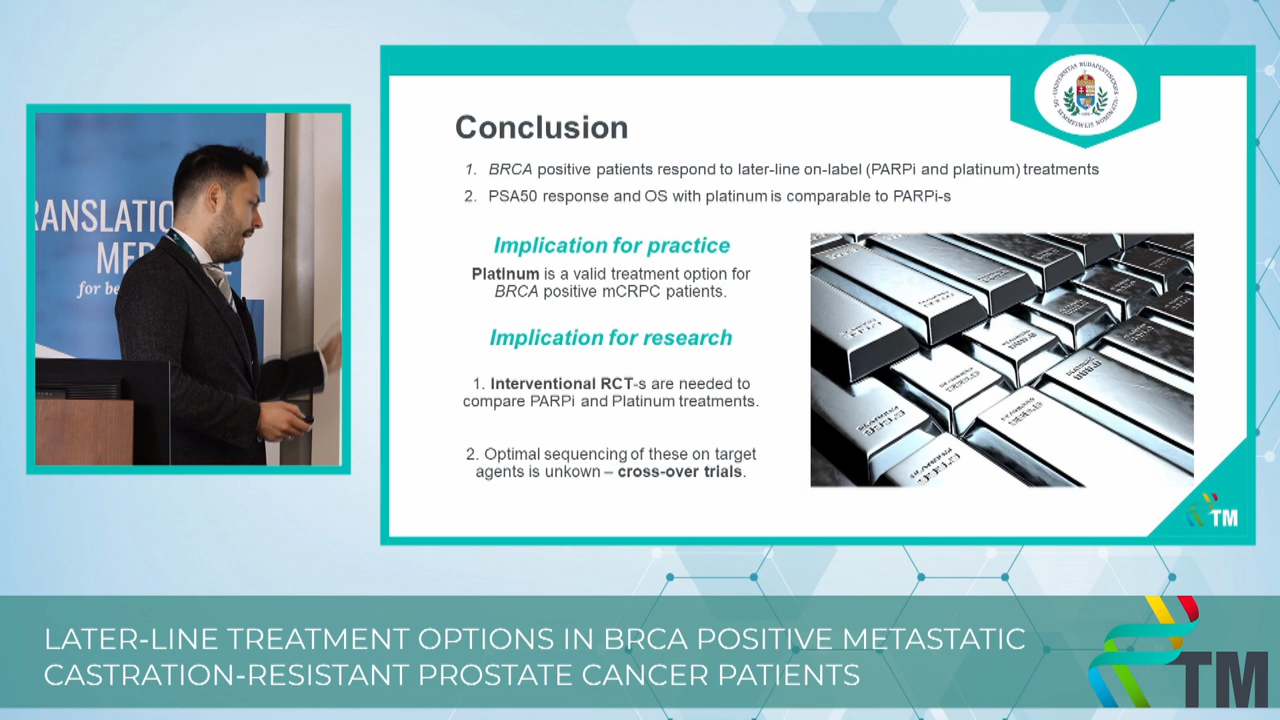 RANSLATIO
MED
for be
Conclusion
1. BRCA positive patients respond to later-line on-label (PARPi and platinum) treatments
2. PSA50 response and OS with platinum is comparable to PARPi-s
Implication for practice
Platinum is a valid treatment option for
BRCA positive mCRPC patients.
Implication for research
1. Interventional RCT-s are needed to
compare PARPi and Platinum treatments.
2. Optimal sequencing of these on target
agents is unkown – cross-over trials.
TM
LATER-LINE TREATMENT OPTIONS IN BRCA POSITIVE METASTATIC
CASTRATION-RESISTANT PROSTATE CANCER PATIENTS
TM